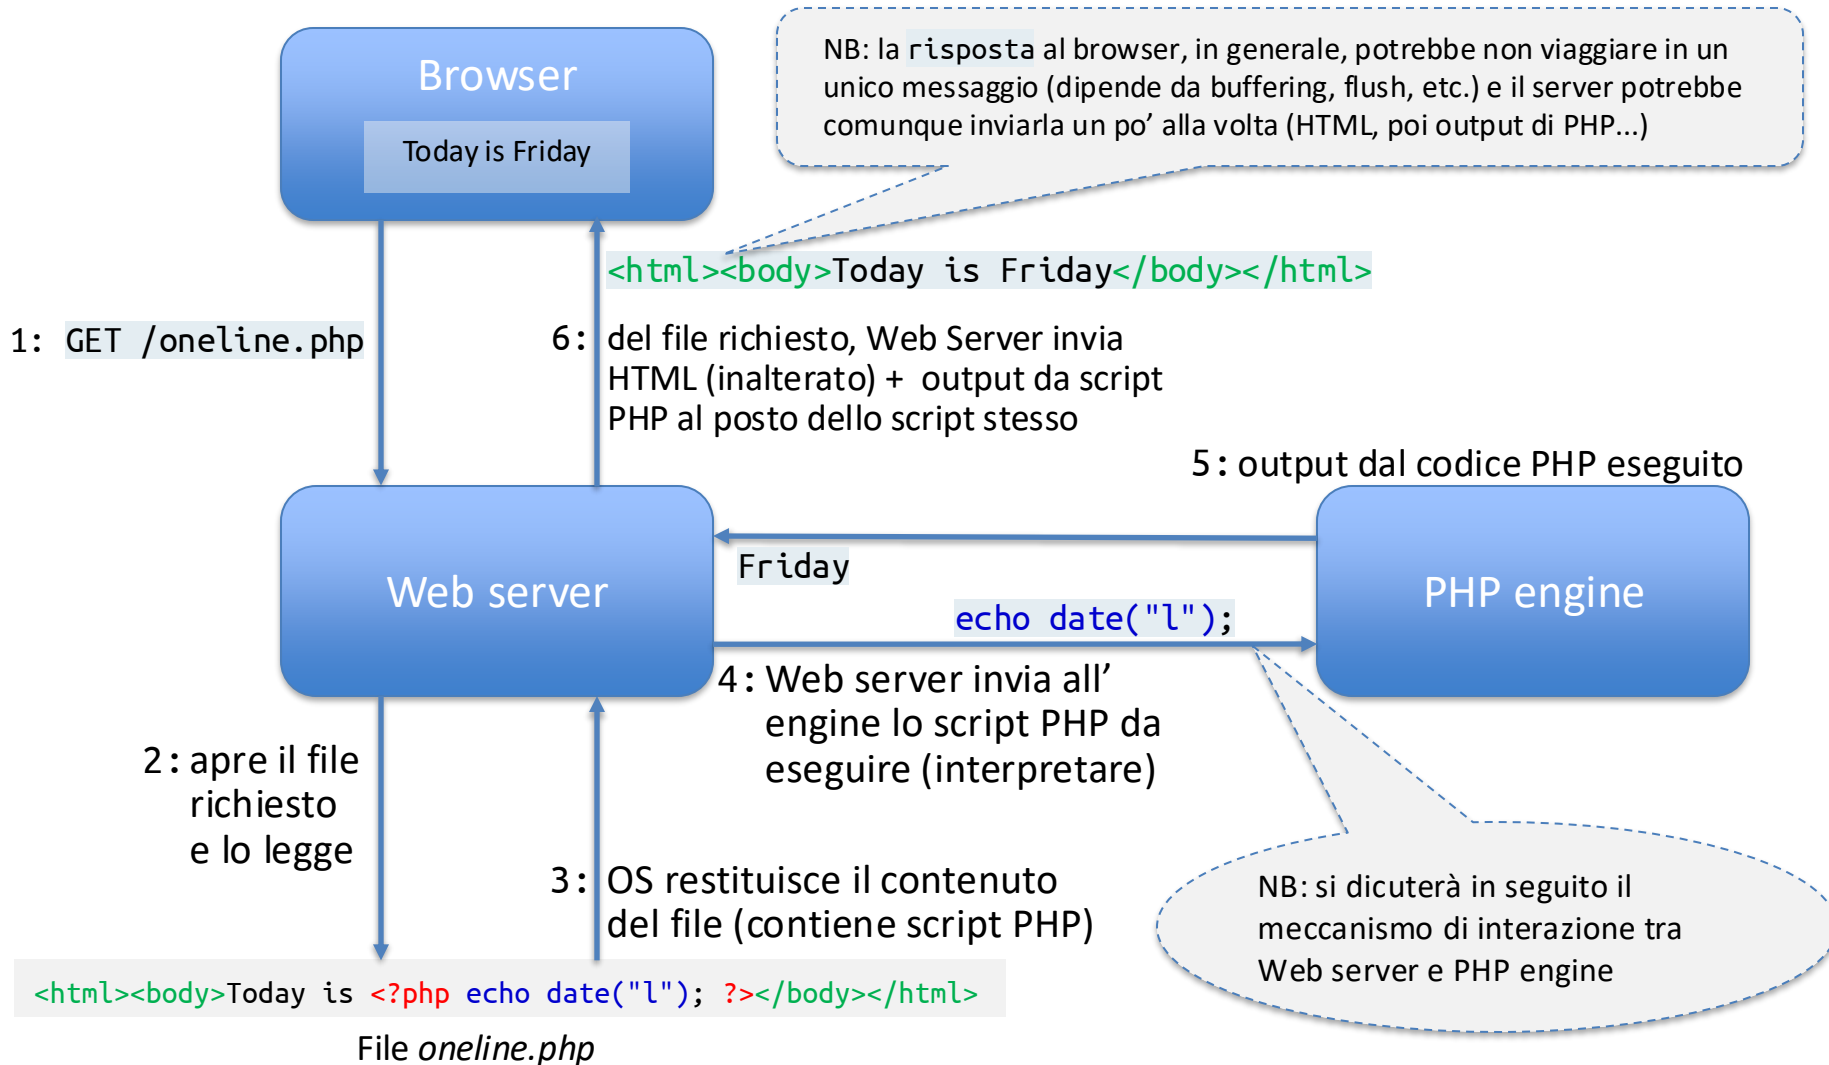 Browser
Today is Friday
NB: la risposta al browser, in generale, potrebbe non viaggiare in un
unico messaggio (dipende da buffering, flush, etc.) e il server potrebbe
comunque inviarla un po’ alla volta (HTML, poi output di PHP...)
<html><body>Today is Friday</body></html>
1: GET /oneline.php
6: del file richiesto, Web Server invia
HTML (inalterato) + output da script
PHP al posto dello script stesso
5: output dal codice PHP eseguito
Web server
Friday
echo date("l");
PHP engine
4: Web server invia all’
engine lo script PHP da
eseguire (interpretare)
2: apre il file
richiesto
e lo legge
3: OS restituisce il contenuto
del file (contiene script PHP)
NB: si dicuterà in seguito il
meccanismo di interazione tra
Web server e PHP engine
<html><body>Today is <?php echo date("l"); ?></body></html>
File oneline.php